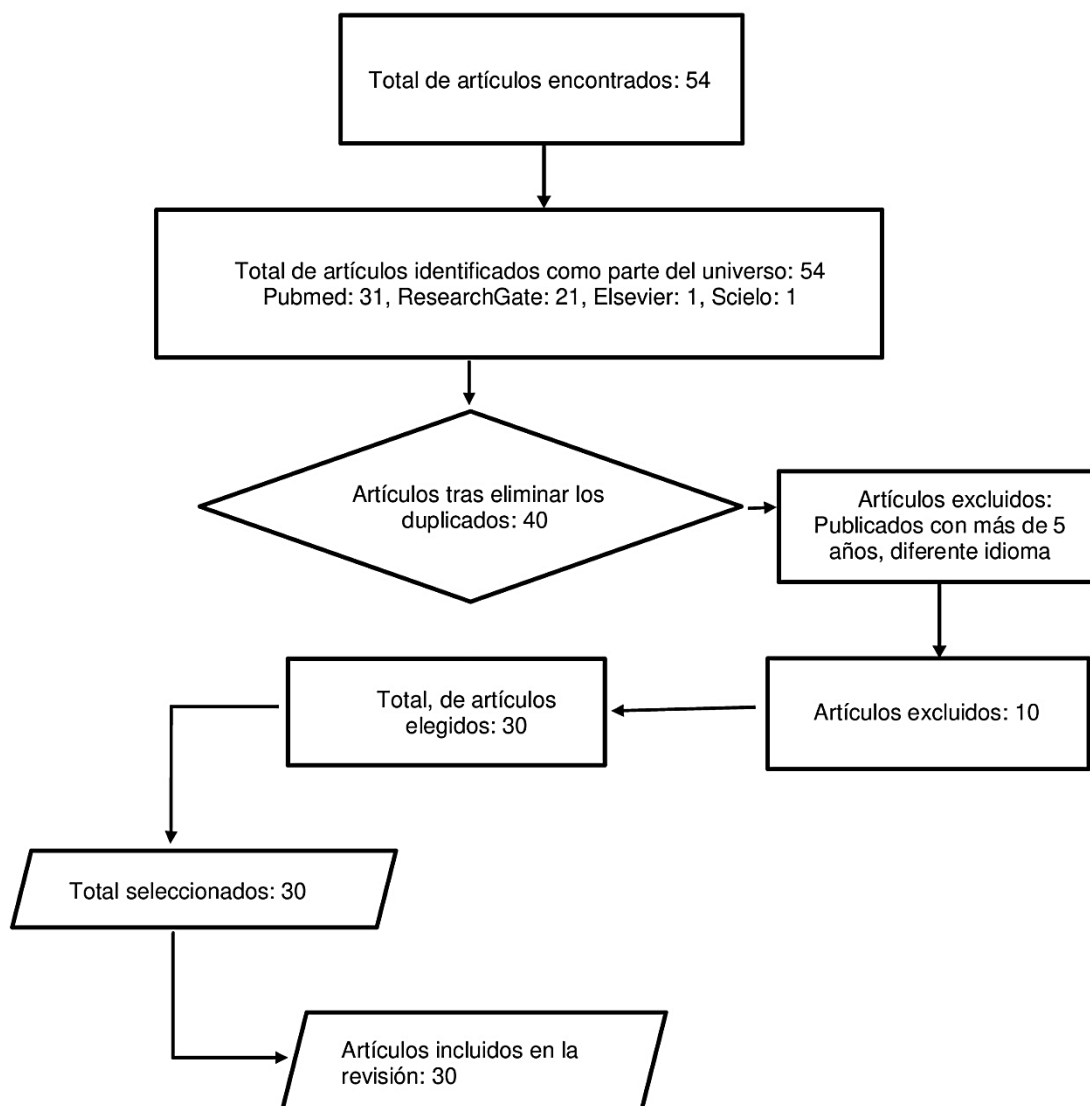 Total de artículos encontrados: 54
Total de artículos identificados como parte del universo: 54
Pubmed: 31, ResearchGate: 21, Elsevier: 1, Scielo: 1
Artículos tras eliminar los
duplicados: 40
Artículos excluidos:
Publicados con más de 5
años, diferente idioma
Artículos excluidos: 10
Total, de artículos
elegidos: 30
Total seleccionados: 30
Artículos incluidos en la
revisión: 30